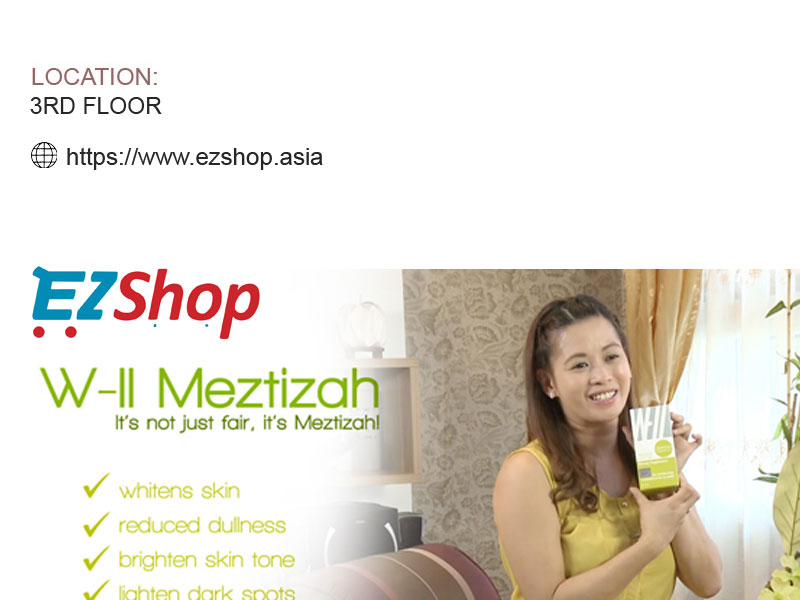 LOCATION:
3RD FLOOR
https://www.ezshop.asia
EZShop
W-II Meztizah
It's not just fair, it's Meztizah!
whitens skin
reduced dullness
brighten skin tone
lighten dark spots
W-II